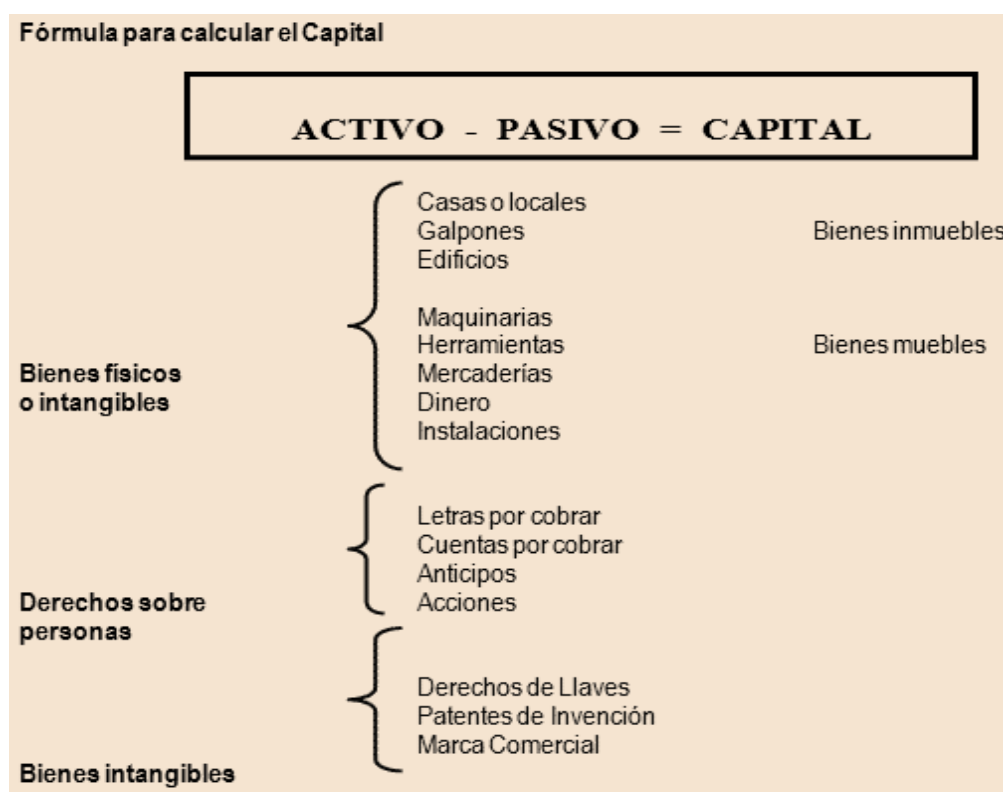 Fórmula para calcular el Capital
ACTIVO - PASIVO = CAPITAL
Casas o locales
Galpones Bienes inmuebles
Edificios
Maquinarias
Herramientas Bienes muebles
Bienes físicos Mercaderías
o intangibles Dinero
Instalaciones
Letras por cobrar
Cuentas por cobrar
Anticipos
Derechos sobre Acciones
personas
Derechos de Llaves
Patentes de Invención
Marca Comercial
Bienes intangibles